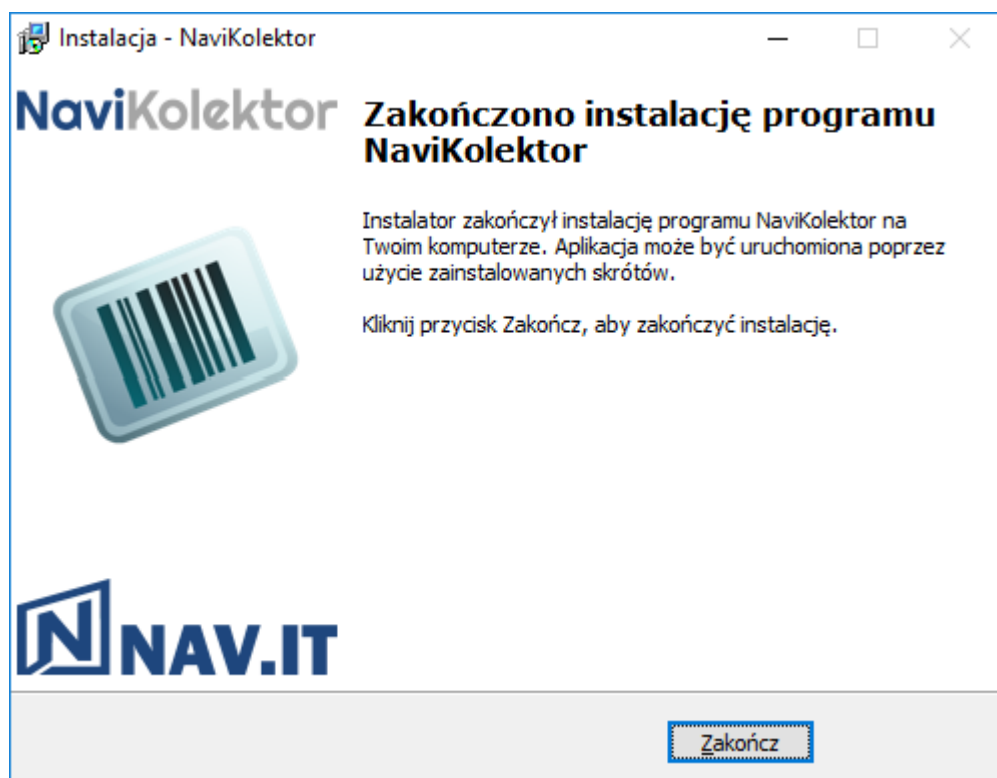 Instalacja - NaviKolektor
NaviKolektor
Zakończono instalację programu
NaviKolektor
Instalator zakończył instalację programu NaviKolektor na
Twoim komputerze. Aplikacja może być uruchomiona poprzez
użycie zainstalowanych skrótów.
Kliknij przycisk Zakończ, aby zakończyć instalację.
N NAV.IT
Zakończ